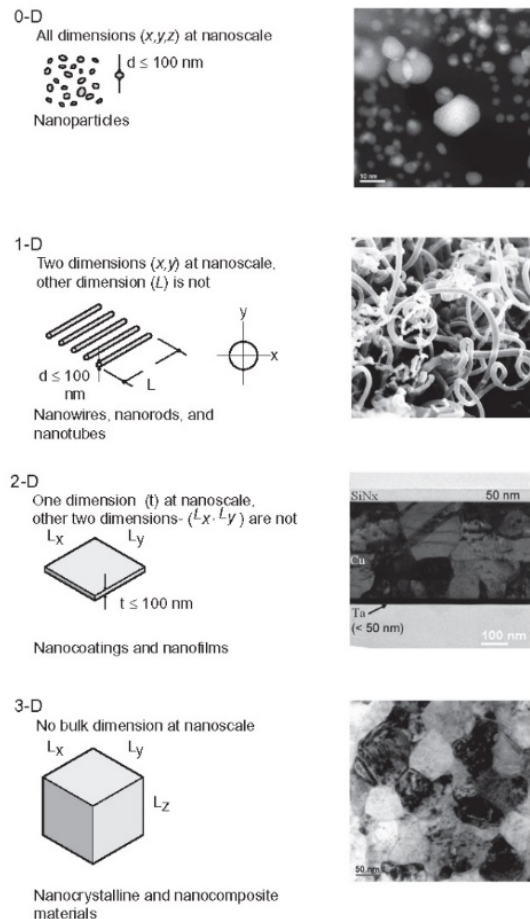 0-D
All dimensions (x,y,z) at nanoscale
d ≤ 100 nm
Nanoparticles
10 nm
1-D
Two dimensions (x,y) at nanoscale,
other dimension (L) is not
d ≤ 100
nm
L
y
x
Nanowires, nanorods, and
nanotubes
2-D
One dimension (t) at nanoscale,
other two dimensions- (Lx, Ly) are not
Lx
Ly
t ≤ 100 nm
Nanocoatings and nanofilms
SiNx
50 nm
Cu
Ta
(< 50 nm)
100 nm
3-D
No bulk dimension at nanoscale
Lx
Ly
Lz
Nanocrystalline and nanocomposite
materials
50 nm